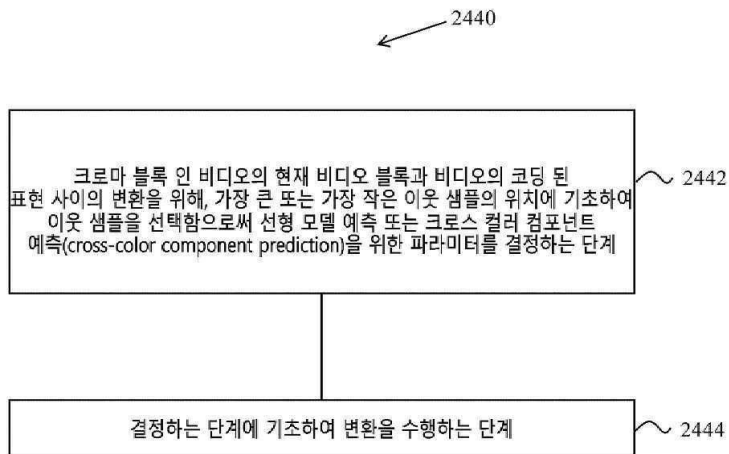 2440
크로마 블록 인 비디오의 현재 비디오 블록과 비디오의 코딩 된
표현 사이의 변환을 위해, 가장 큰 또는 가장 작은 이웃 샘플의 위치에 기초하여
이웃 샘플을 선택함으로써 선형 모델 예측 또는 크로스 컬러 컴포넌트
예측(cross-color component prediction)을 위한 파라미터를 결정하는 단계
2442
결정하는 단계에 기초하여 변환을 수행하는 단계
2444